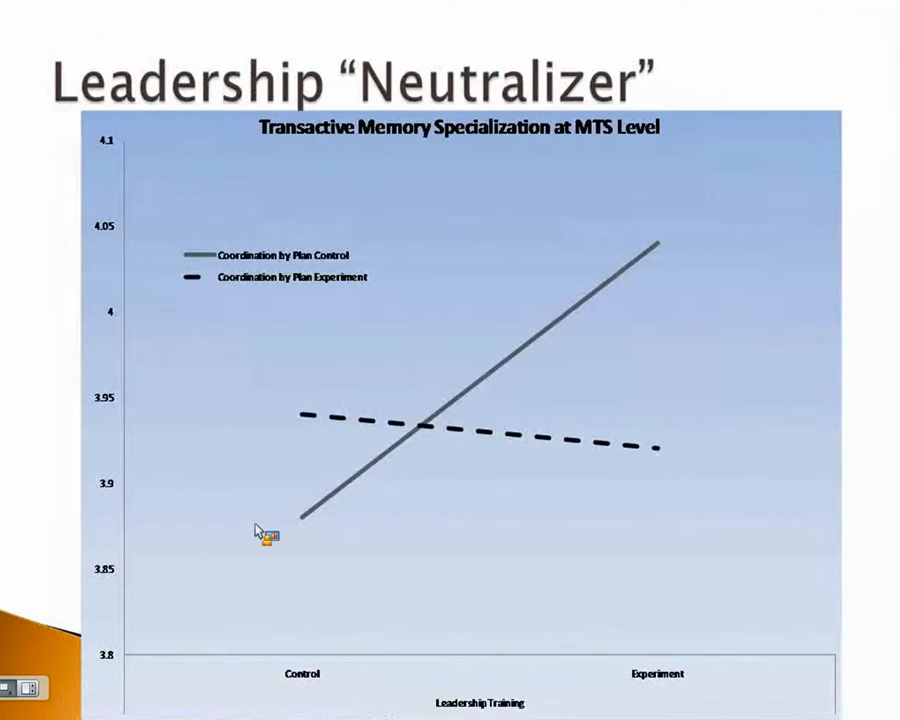 Leadership “Neutralizer”
Transactive Memory Specialization at MTS Level
4.1
4.05
Coordination by Plan Control
Coordination by Plan Experiment
4
3.95
3.9
3.85
3.8
Control Experiment
Leadership Training